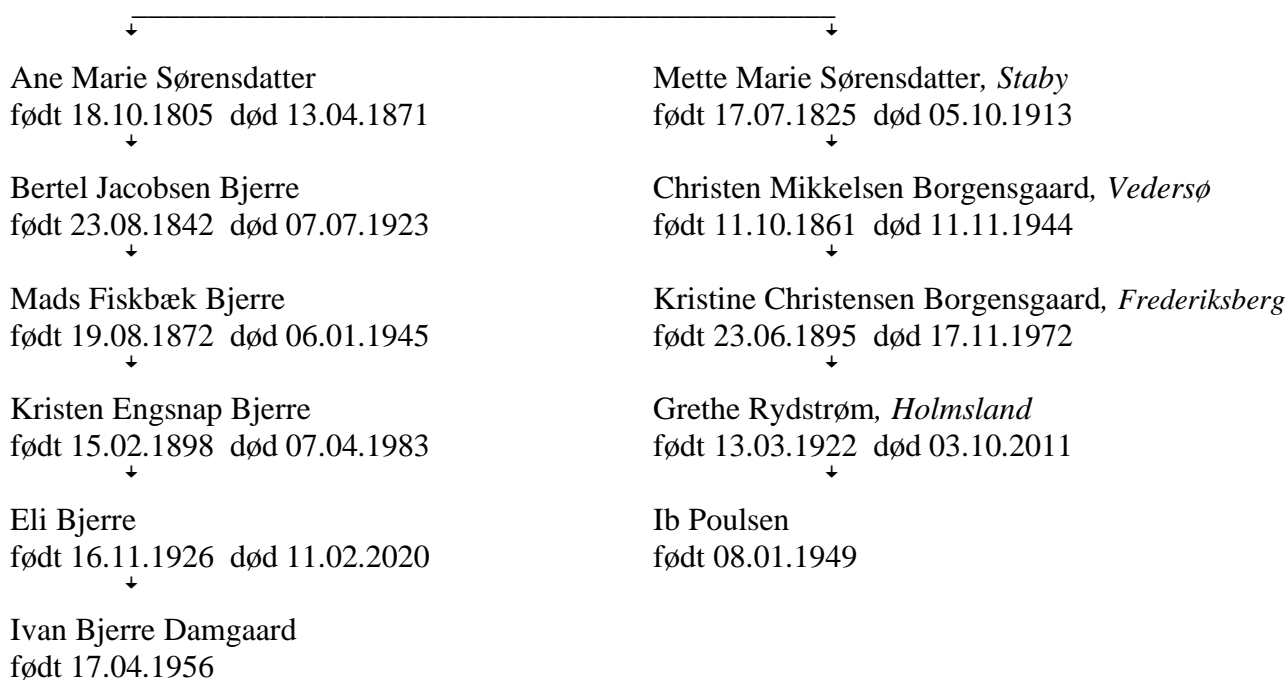 Ane Marie Sørensdatter
født 18.10.1805 død 13.04.1871
Bertel Jacobsen Bjerre
født 23.08.1842 død 07.07.1923
Mads Fiskbæk Bjerre
født 19.08.1872 død 06.01.1945
Kristen Engsnap Bjerre
født 15.02.1898 død 07.04.1983
Eli Bjerre
født 16.11.1926 død 11.02.2020
Ivan Bjerre Damgaard
født 17.04.1956
Mette Marie Sørensdatter, Staby
født 17.07.1825 død 05.10.1913
Christen Mikkelsen Borgensgaard, Vedersø
født 11.10.1861 død 11.11.1944
Kristine Christensen Borgensgaard, Frederiksberg
født 23.06.1895 død 17.11.1972
Grethe Rydstrøm, Holmsland
født 13.03.1922 død 03.10.2011
Ib Poulsen
født 08.01.1949